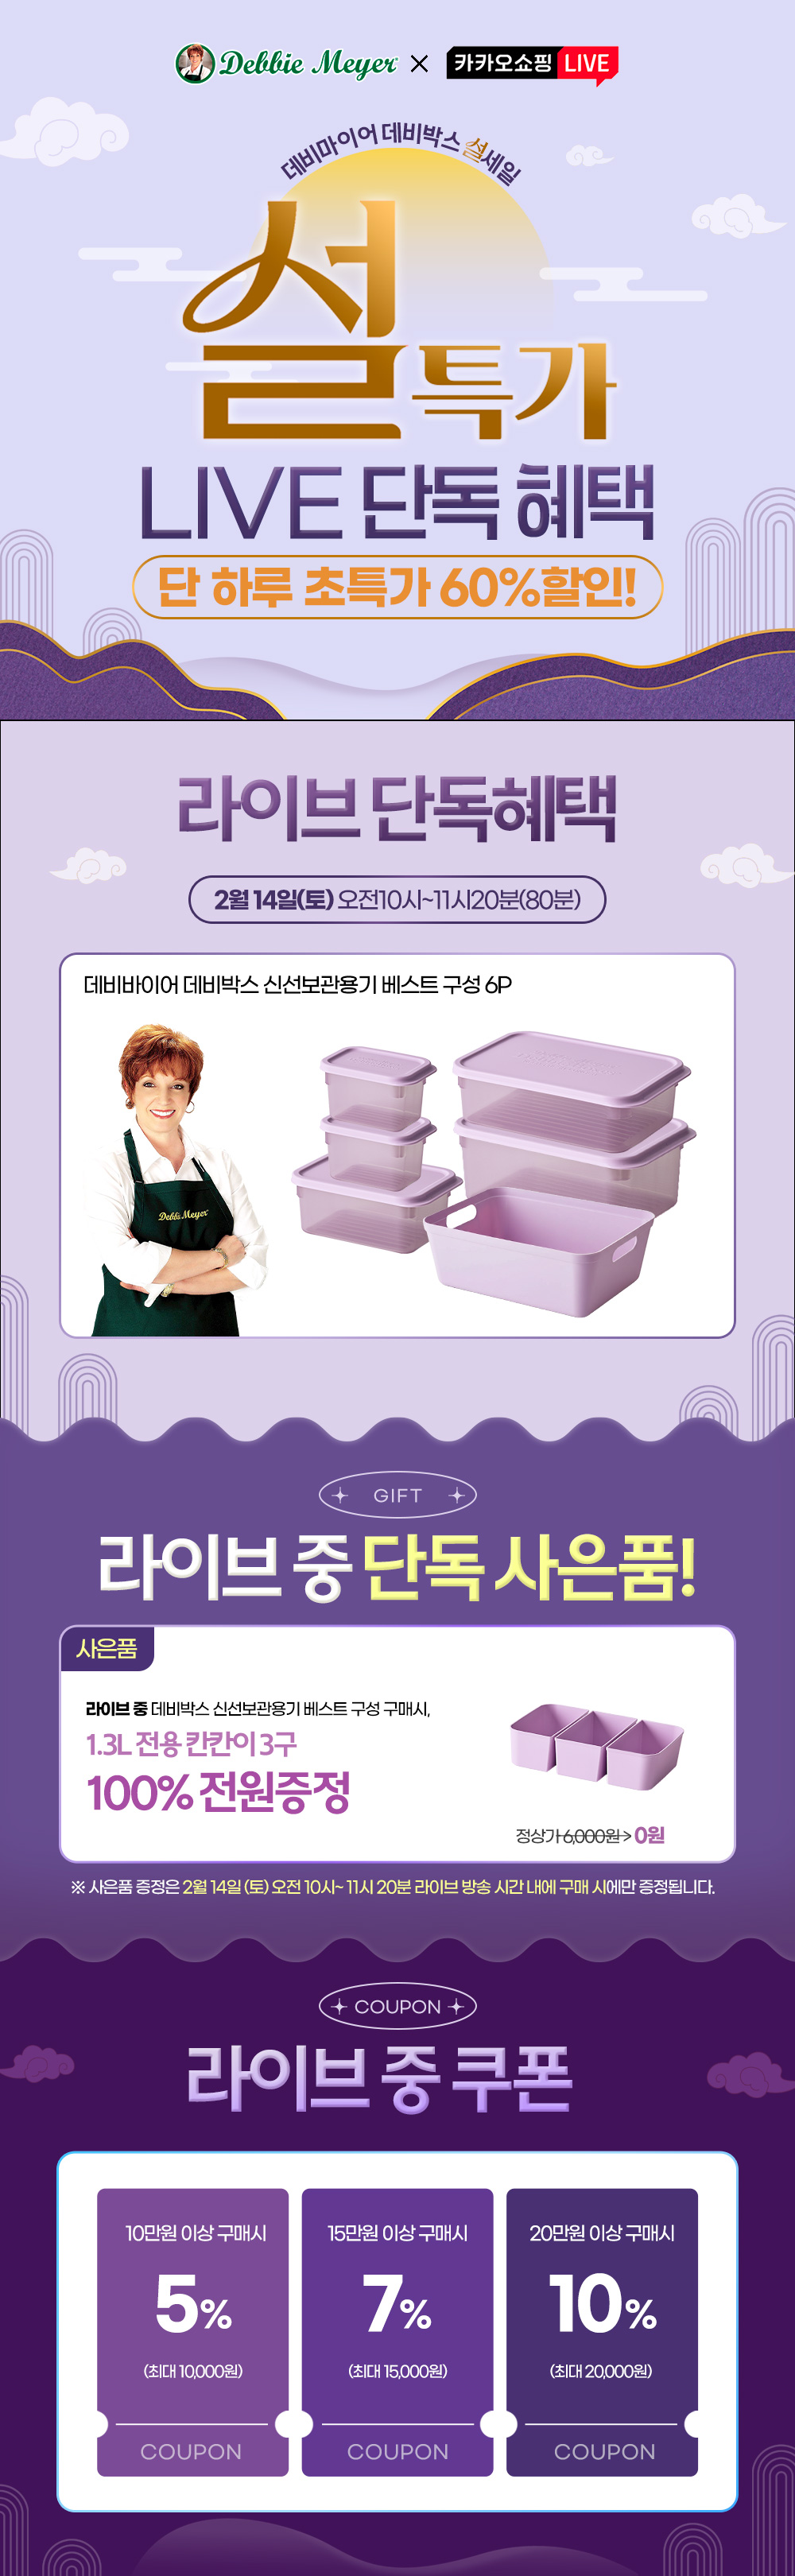 Debbie Meyer × 카카오쇼핑 LIVE
데비마이어 데비박스 설세일
설특가
LIVE 단독 혜택
단 하루 초특가 60%할인!
라이브 단독혜택
2월 14일(토) 오전10시~11시20분(80분)
데비바이어 데비박스 신선보관용기 베스트 구성 6P
Debbie Meyer
GIFT
라이브 중 단독 사은품!
사은품
라이브 중 데비박스 신선보관용기 베스트 구성 구매시,
1.3L 전용 칸칸이 3구
100% 전원증정
정상가 6,000원 > 0원
※ 사은품 증정은 2월 14일 (토) 오전 10시~ 11시 20분 라이브 방송 시간 내에 구매 시에만 증정됩니다.
COUPON
라이브 중 쿠폰
10만원 이상 구매시
5%
(최대 10,000원)
COUPON
15만원 이상 구매시
7%
(최대 15,000원)
COUPON
20만원 이상 구매시
10%
(최대 20,000원)
COUPON